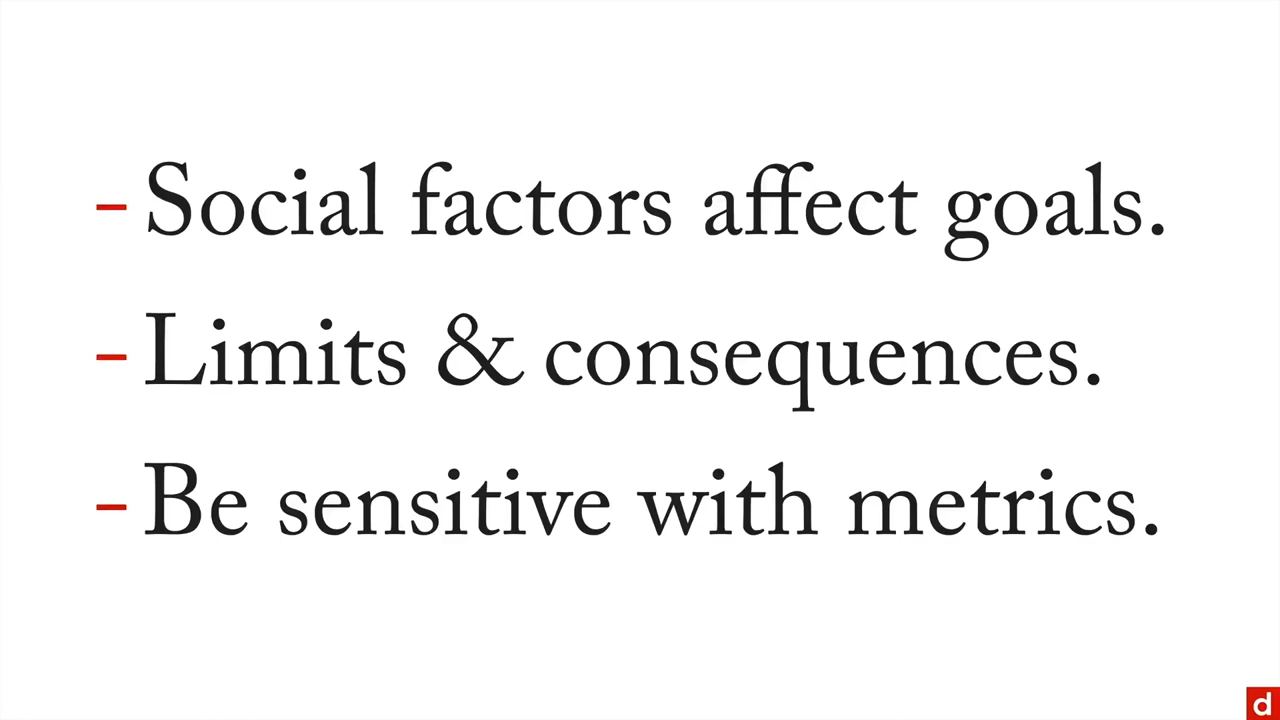 - Social factors affect goals.
- Limits & consequences.
- Be sensitive with metrics.
d